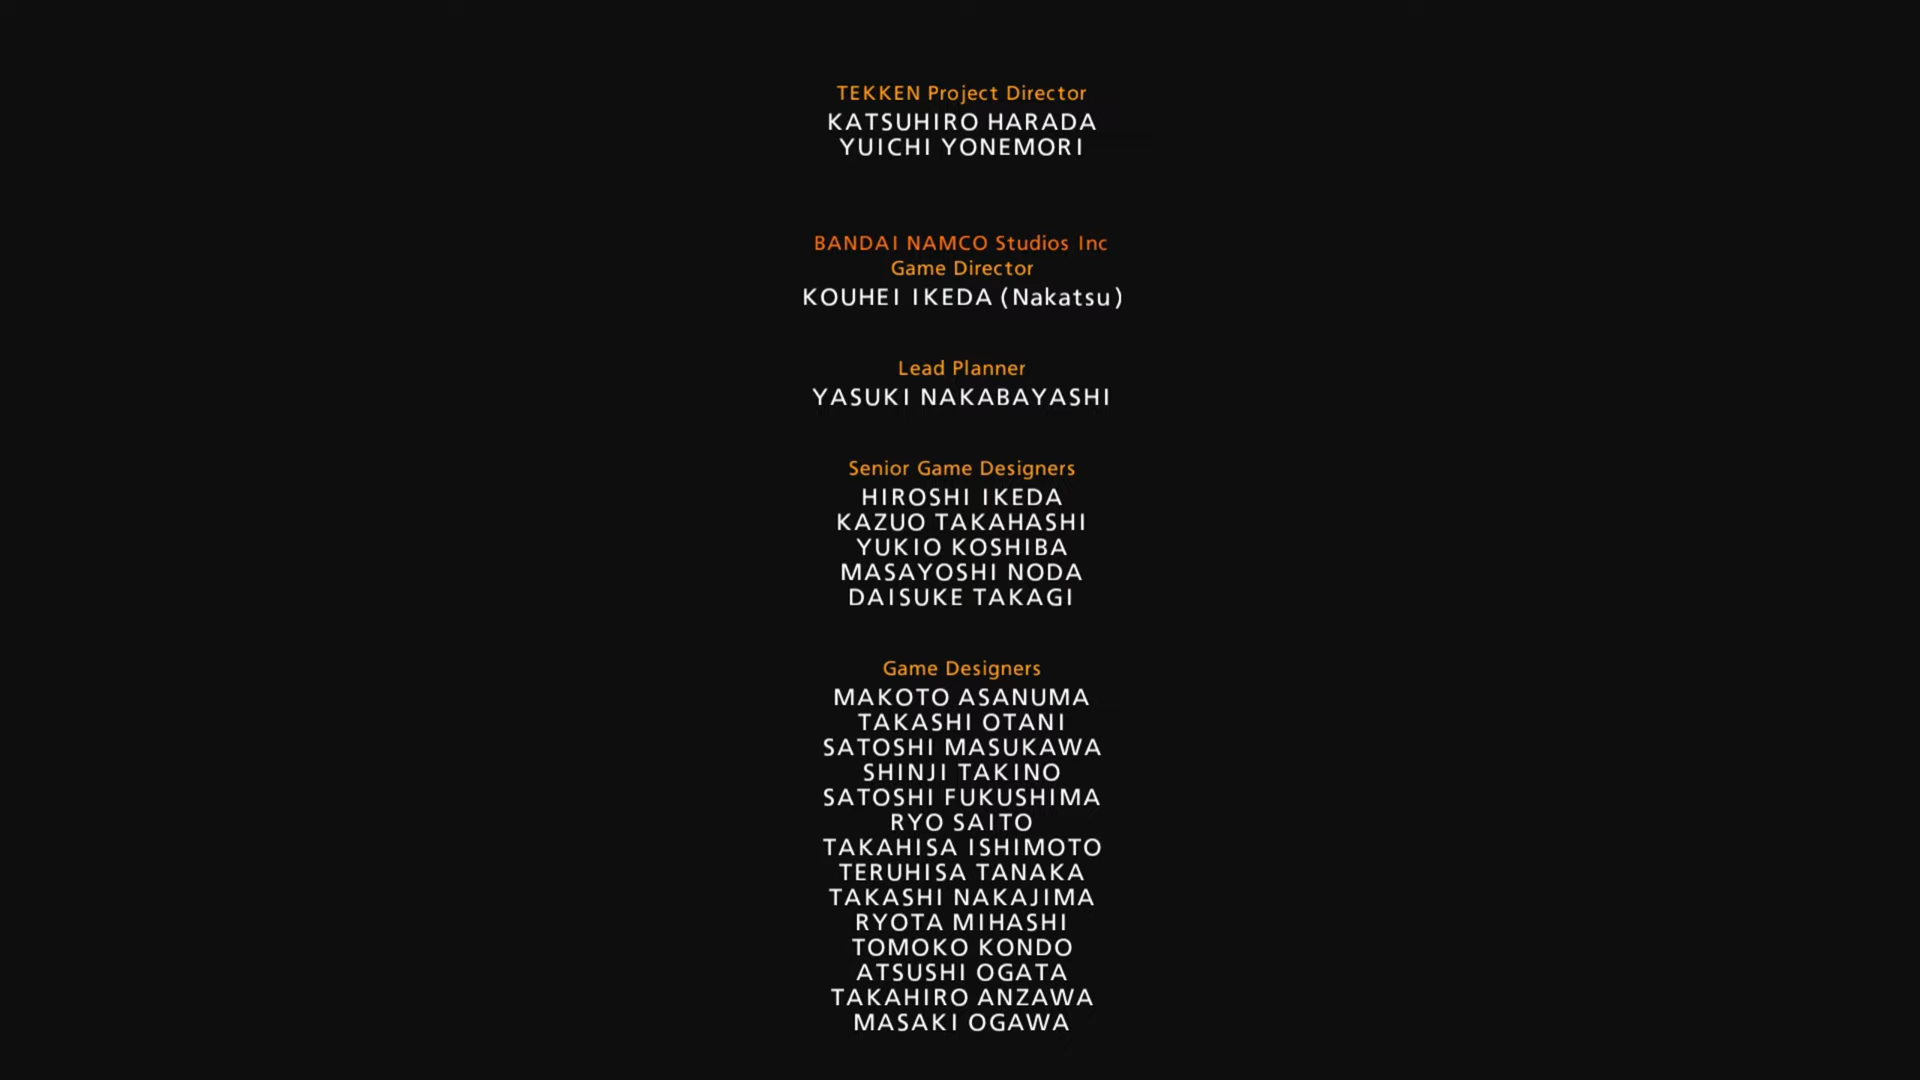 TEKKEN Project Director
KATSUHIRO HARADA
YUICHI YONEMORI
BANDAI NAMCO Studios Inc
Game Director
KOUHEI IKEDA (Nakatsu)
Lead Planner
YASUKI NAKABAYASHI
Senior Game Designers
HIROSHI IKEDA
KAZUO TAKAHASHI
YUKIO KOSHIBA
MASAYOSHI NODA
DAISUKE TAKAGI
Game Designers
MAKOTO ASANUMA
TAKASHI OTANI
SATOSHI MASUKAWA
SHINJI TAKINO
SATOSHI FUKUSHIMA
RYO SAITO
TAKAHISA ISHIMOTO
TERUHISA TANAKA
TAKASHI NAKAJIMA
RYOTA MIHASHI
TOMOKO KONDO
ATSUSHI OGATA
TAKAHIRO ANZAWA
MASAKI OGAWA